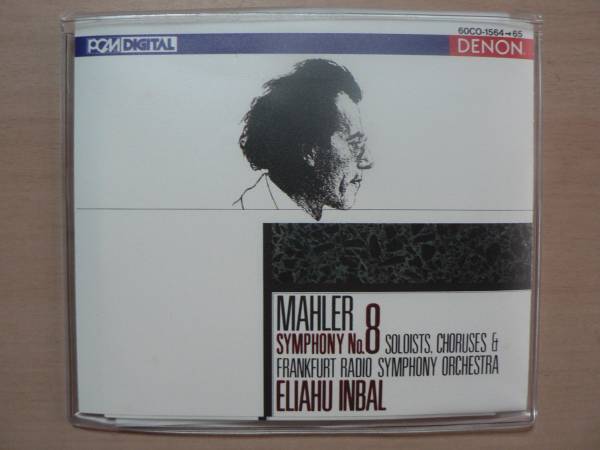 60CO-1564→65
PCM DIGITAL
DENON
MAHLER
SYMPHONY No.8 SOLOISTS, CHORUSES &
FRANKFURT RADIO SYMPHONY ORCHESTRA
ELIAHU INBAL